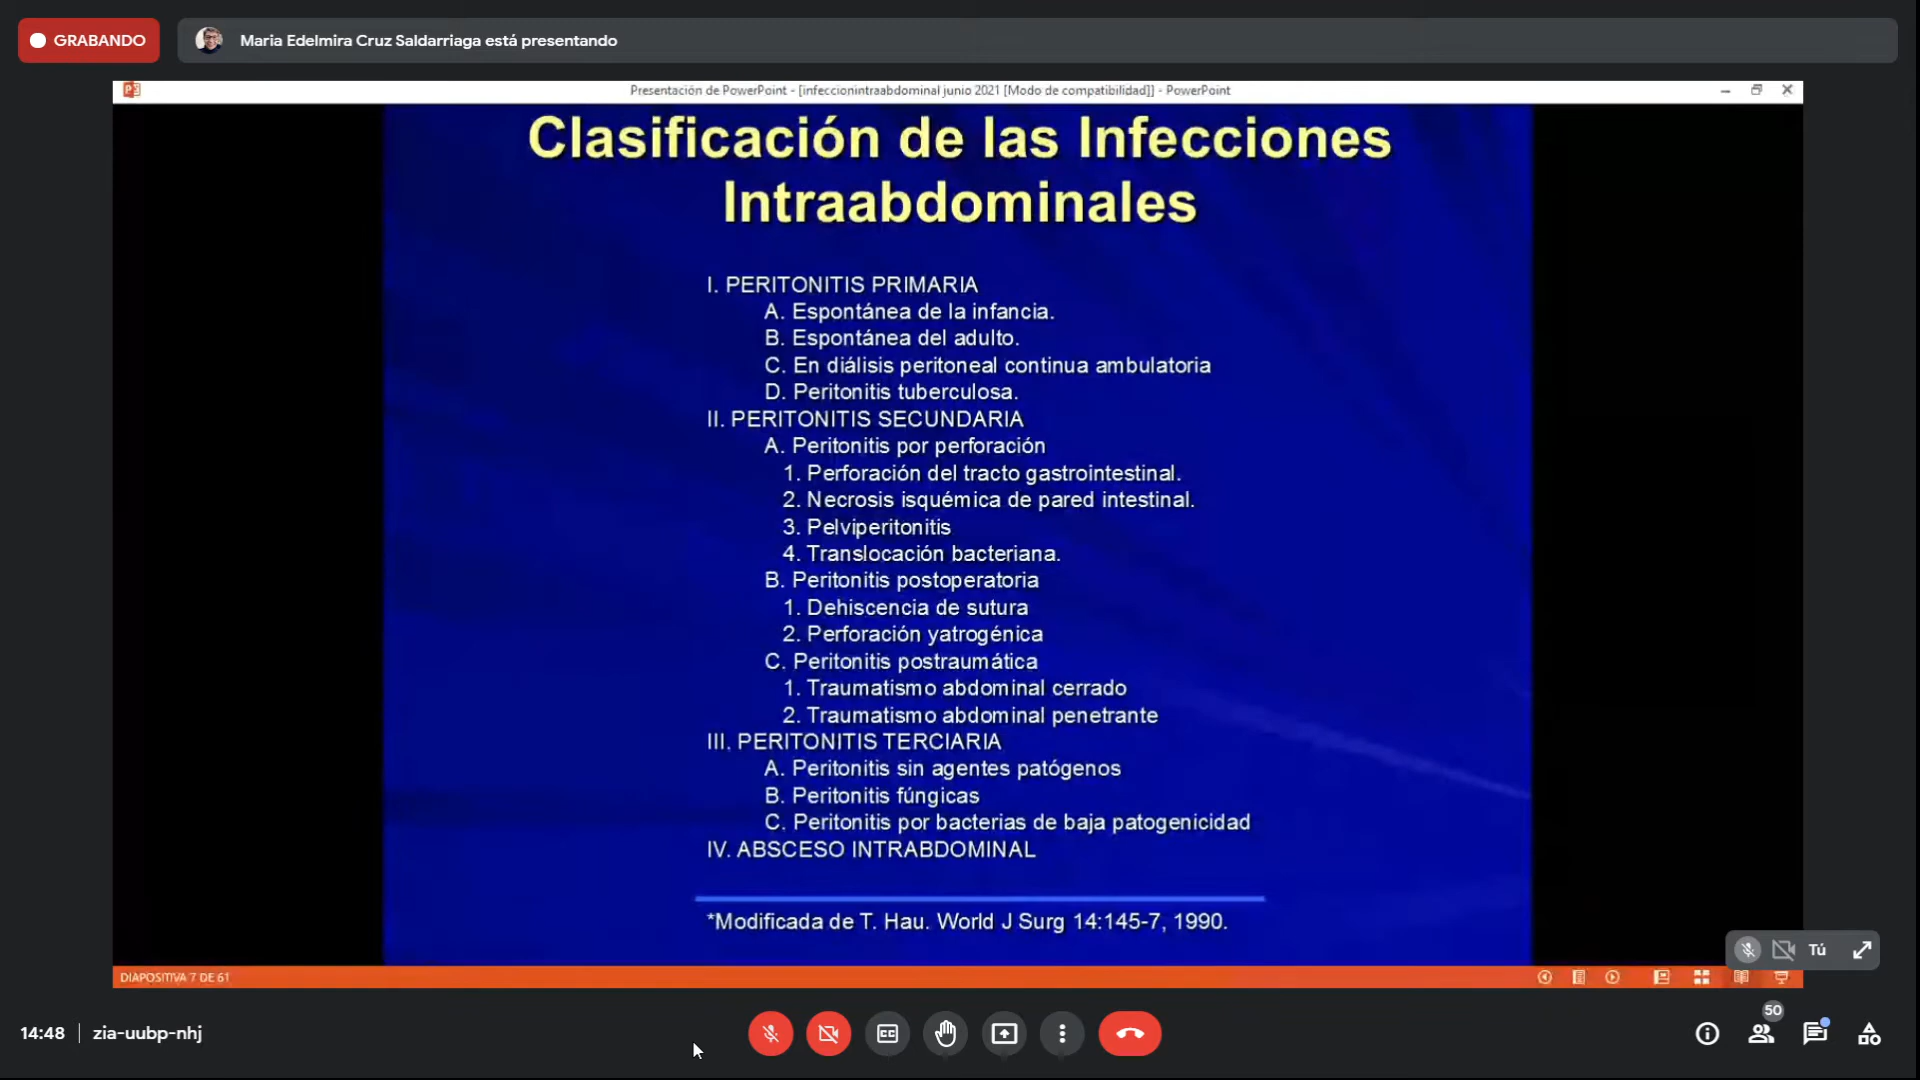 GRABANDO
Maria Edelmira Cruz Saldarriaga está presentando
Presentación de PowerPoint - [infeccionintraabdominal junio 2021 [Modo de compatibilidad]] - PowerPoint
Clasificación de las Infecciones
Intraabdominales
I. PERITONITIS PRIMARIA
A. Espontánea de la infancia.
B. Espontánea del adulto.
C. En diálisis peritoneal continua ambulatoria
D. Peritonitis tuberculosa.
II. PERITONITIS SECUNDARIA
A. Peritonitis por perforación
1. Perforación del tracto gastrointestinal.
2. Necrosis isquémica de pared intestinal.
3. Pelviperitonitis
4. Translocación bacteriana.
B. Peritonitis postoperatoria
1. Dehiscencia de sutura
2. Perforación yatrogénica
C. Peritonitis postraumática
1. Traumatismo abdominal cerrado
2. Traumatismo abdominal penetrante
III. PERITONITIS TERCIARIA
A. Peritonitis sin agentes patógenos
B. Peritonitis fúngicas
C. Peritonitis por bacterias de baja patogenicidad
IV. ABSCESO INTRABDOMINAL
*Modificada de T. Hau. World J Surg 14:145-7, 1990.
Tú
DIAPOSITIVA 7 DE 61
14:48 | zia-uubp-nhj
CC
50